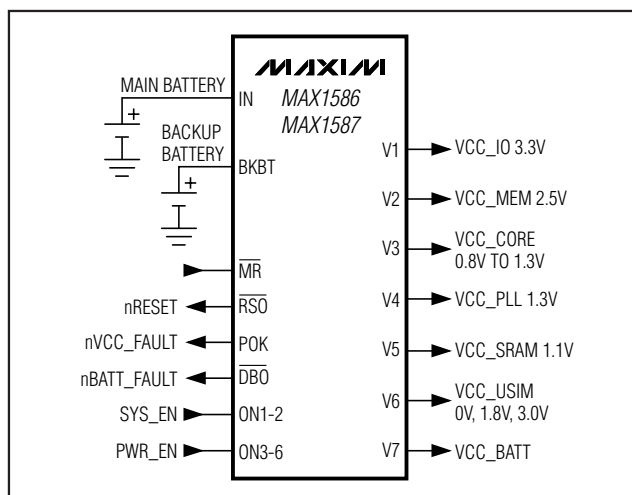 MAXIM
MAX1586
MAX1587
MAIN BATTERY
+
IN
BACKUP
BATTERY
+
BKBT
MR
nRESET
RSO
nVCC_FAULT
POK
nBATT_FAULT
DBO
SYS_EN
ON1-2
PWR_EN
ON3-6
V1
VCC_IO 3.3V
V2
VCC_MEM 2.5V
V3
VCC_CORE
0.8V TO 1.3V
V4
VCC_PLL 1.3V
V5
VCC_SRAM 1.1V
V6
VCC_USIM
0V, 1.8V, 3.0V
V7
VCC_BATT